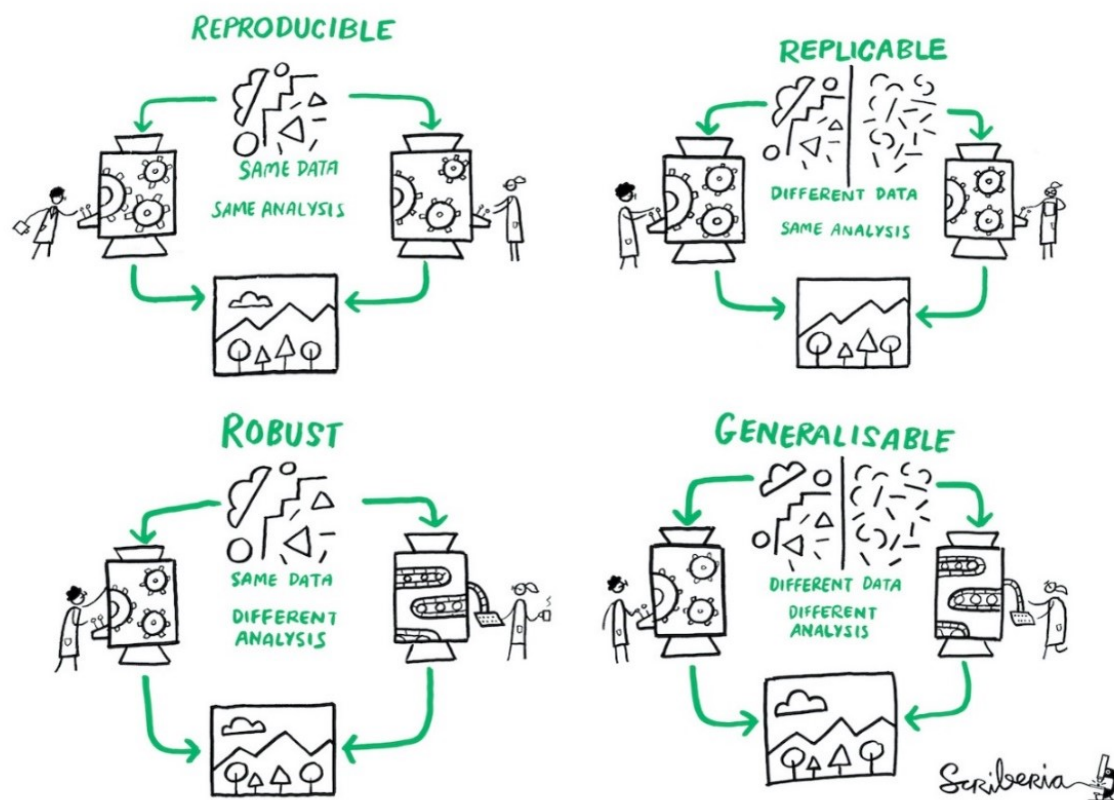 REPRODUCIBLE
SAME DATA
SAME ANALYSIS
REPLICABLE
DIFFERENT DATA
SAME ANALYSIS
ROBUST
SAME DATA
DIFFERENT
ANALYSIS
GENERALISABLE
DIFFERENT DATA
DIFFERENT
ANALYSIS
Scriberia